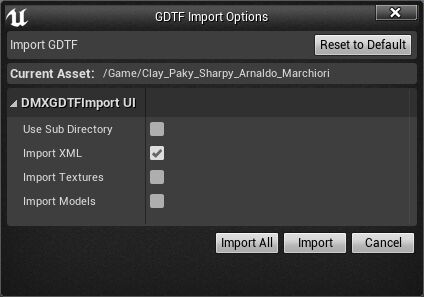 GDTF Import Options
Import GDTF
Reset to Default
Current Asset: /Game/Clay_Paky_Sharpy_Arnaldo_Marchiori
DMXGDTFImport UI
Use Sub Directory
Import XML
Import Textures
Import Models
Import All
Import
Cancel